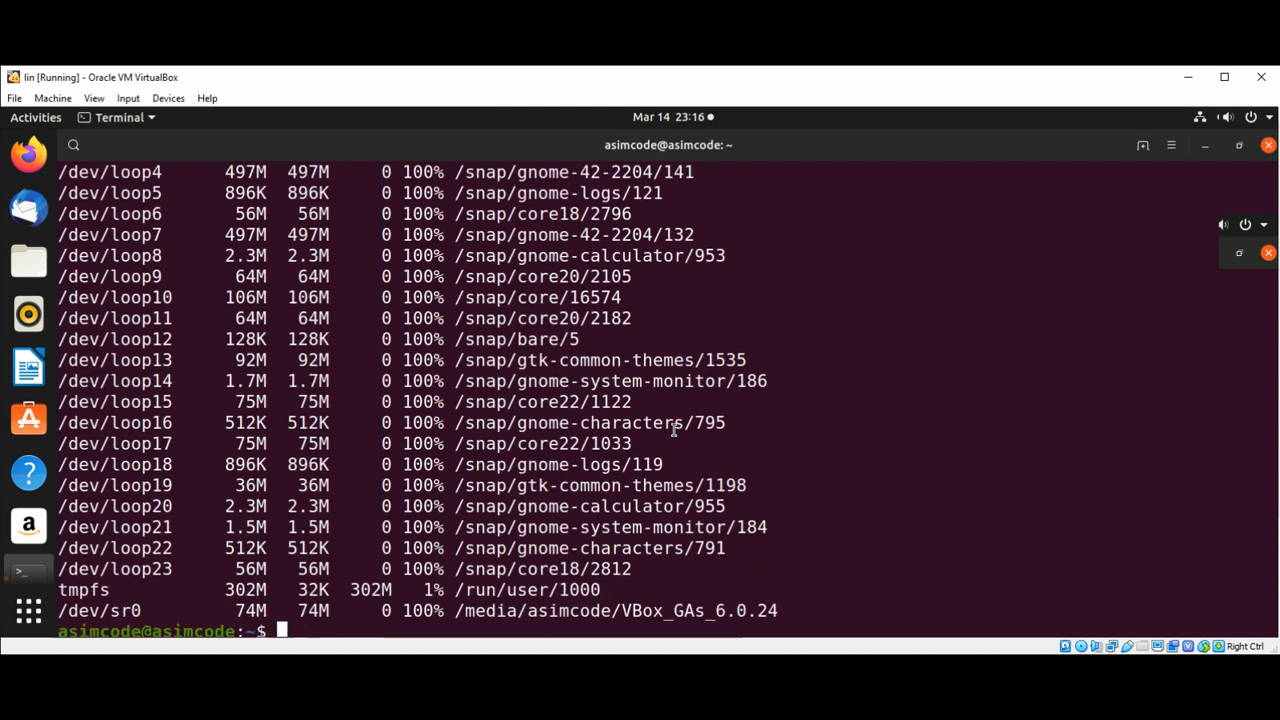 lin [Running] - Oracle VM VirtualBox
File Machine View Input Devices Help
Activities Terminal Mar 14 23:16
asimcode@asimcode: ~
/dev/loop4 497M 497M 0 100% /snap/gnome-42-2204/141
/dev/loop5 896K 896K 0 100% /snap/gnome-logs/121
/dev/loop6 56M 56M 0 100% /snap/core18/2796
/dev/loop7 497M 497M 0 100% /snap/gnome-42-2204/132
/dev/loop8 2.3M 2.3M 0 100% /snap/gnome-calculator/953
/dev/loop9 64M 64M 0 100% /snap/core20/2105
/dev/loop10 106M 106M 0 100% /snap/core/16574
/dev/loop11 64M 64M 0 100% /snap/core20/2182
/dev/loop12 128K 128K 0 100% /snap/bare/5
/dev/loop13 92M 92M 0 100% /snap/gtk-common-themes/1535
/dev/loop14 1.7M 1.7M 0 100% /snap/gnome-system-monitor/186
/dev/loop15 75M 75M 0 100% /snap/core22/1122
/dev/loop16 512K 512K 0 100% /snap/gnome-characters/795
/dev/loop17 75M 75M 0 100% /snap/core22/1033
/dev/loop18 896K 896K 0 100% /snap/gnome-logs/119
/dev/loop19 36M 36M 0 100% /snap/gtk-common-themes/1198
/dev/loop20 2.3M 2.3M 0 100% /snap/gnome-calculator/955
/dev/loop21 1.5M 1.5M 0 100% /snap/gnome-system-monitor/184
/dev/loop22 512K 512K 0 100% /snap/gnome-characters/791
/dev/loop23 56M 56M 0 100% /snap/core18/2812
tmpfs 302M 32K 302M 1% /run/user/1000
/dev/sr0 74M 74M 0 100% /media/asimcode/VBox_GAs_6.0.24
asimcode@asimcode:~$
Right Ctrl